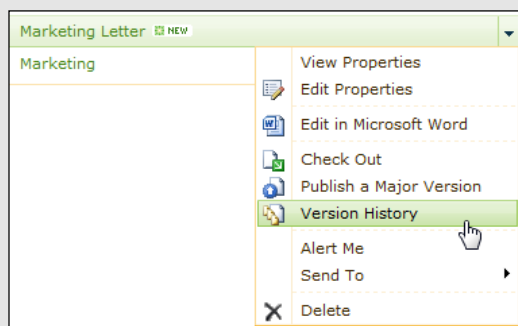 Marketing Letter NEW
Marketing
View Properties
Edit Properties
Edit in Microsoft Word
Check Out
Publish a Major Version
Version History
Alert Me
Send To
Delete